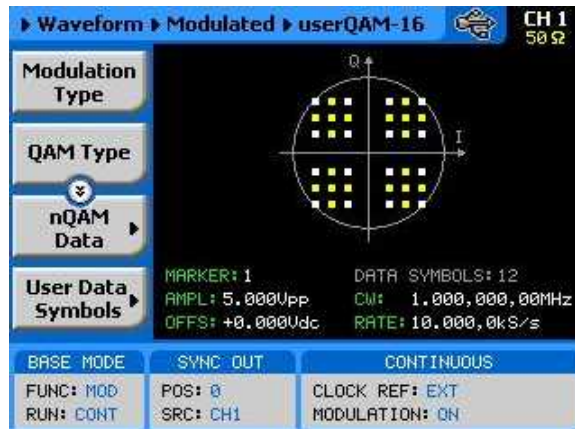 Waveform ▸ Modulated ▸ userQAM-16
CH 1
50Ω
Modulation
Type
QAM Type
nQAM
Data
User Data
Symbols
Q
I
MARKER: 1
DATA SYMBOLS: 12
AMPL: 5.000Vpp
CW: 1.000,000,00MHz
OFFS: +0.000Vdc
RATE: 10.000,0kS/s
BASE MODE
SYNC OUT
CONTINUOUS
FUNC: MOD
POS: 0
CLOCK REF: EXT
RUN: CONT
SRC: CH1
MODULATION: ON